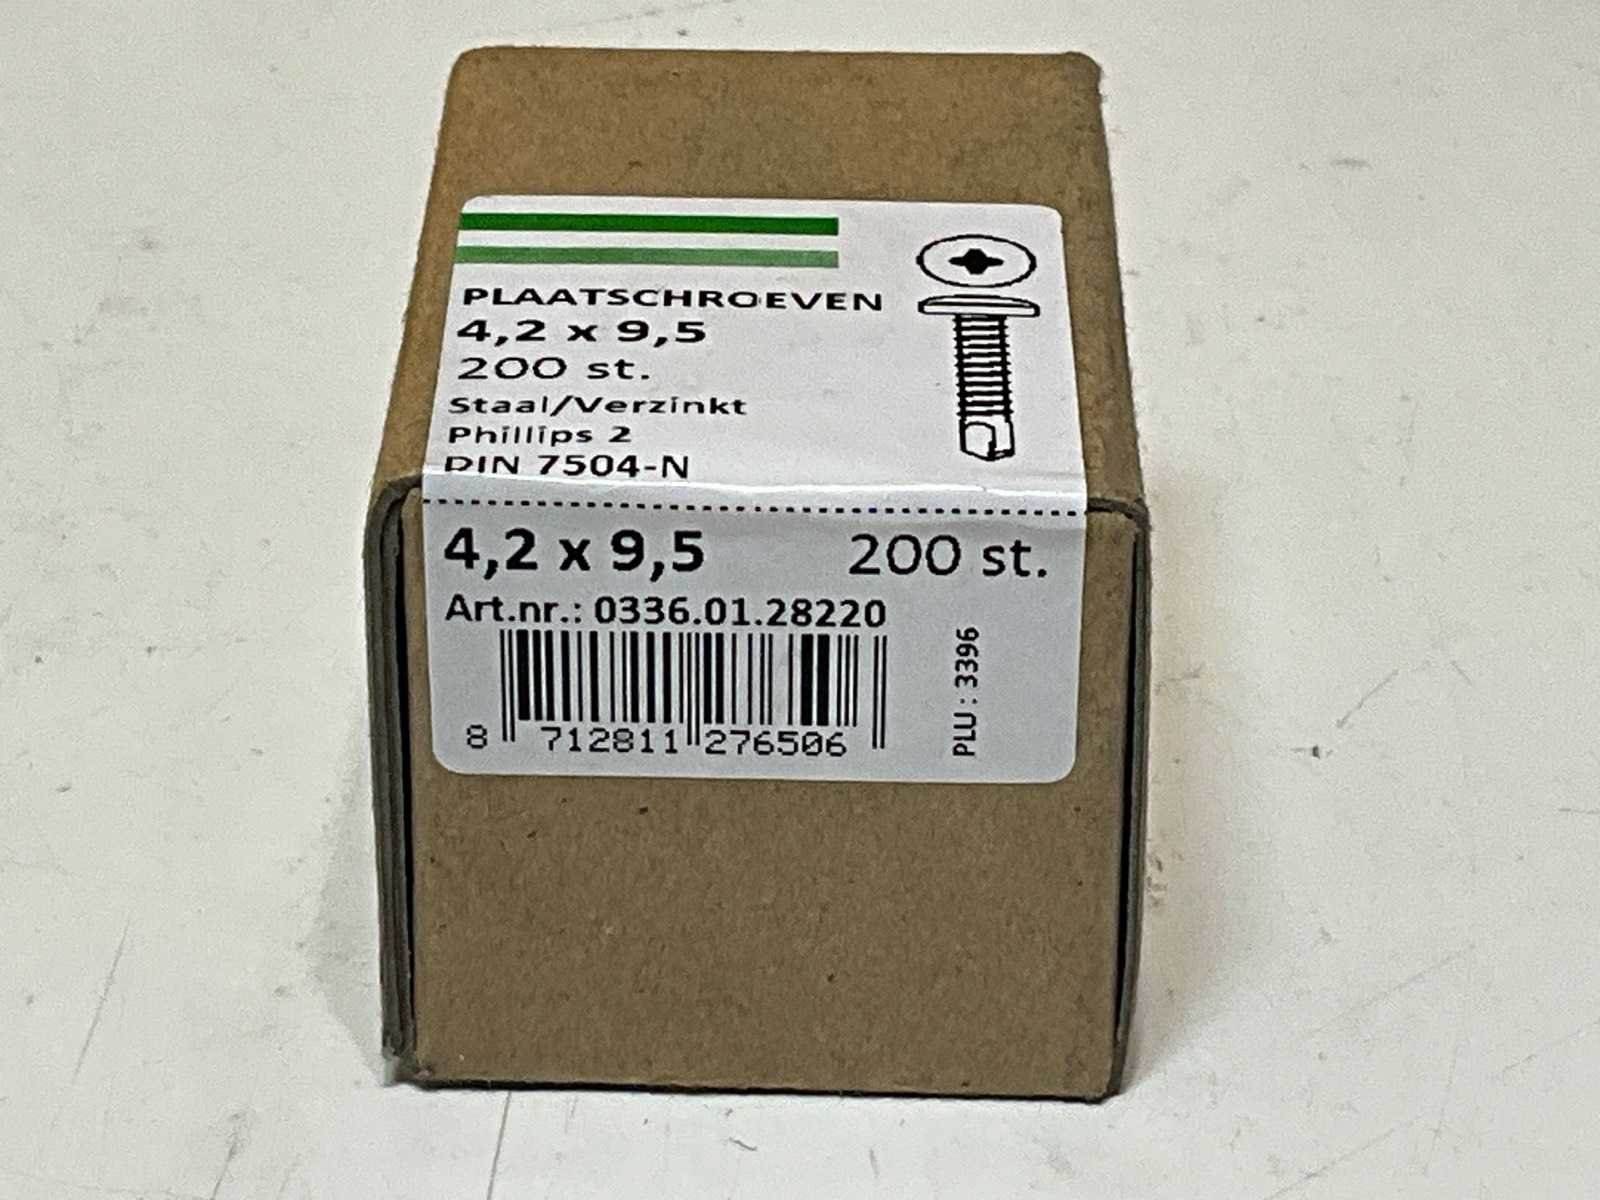 PLAATSCHROEVEN
4,2 x 9,5
200 st.
Staal/Verzinkt
Phillips 2
DIN 7504-N
4,2 x 9,5 200 st.
Art.nr.: 0336.01.28220
8 712811 276506
PLU : 3396